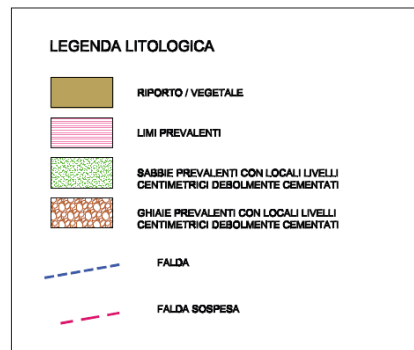 LEGENDA LITOLOGICA
RIPORTO / VEGETALE
LIMI PREVALENTI
SABBIE PREVALENTI CON LOCALI LIVELLI
CENTIMETRICI DEBOLMENTE CEMENTATI
GHIAIE PREVALENTI CON LOCALI LIVELLI
CENTIMETRICI DEBOLMENTE CEMENTATI
FALDA
FALDA SOSPESA